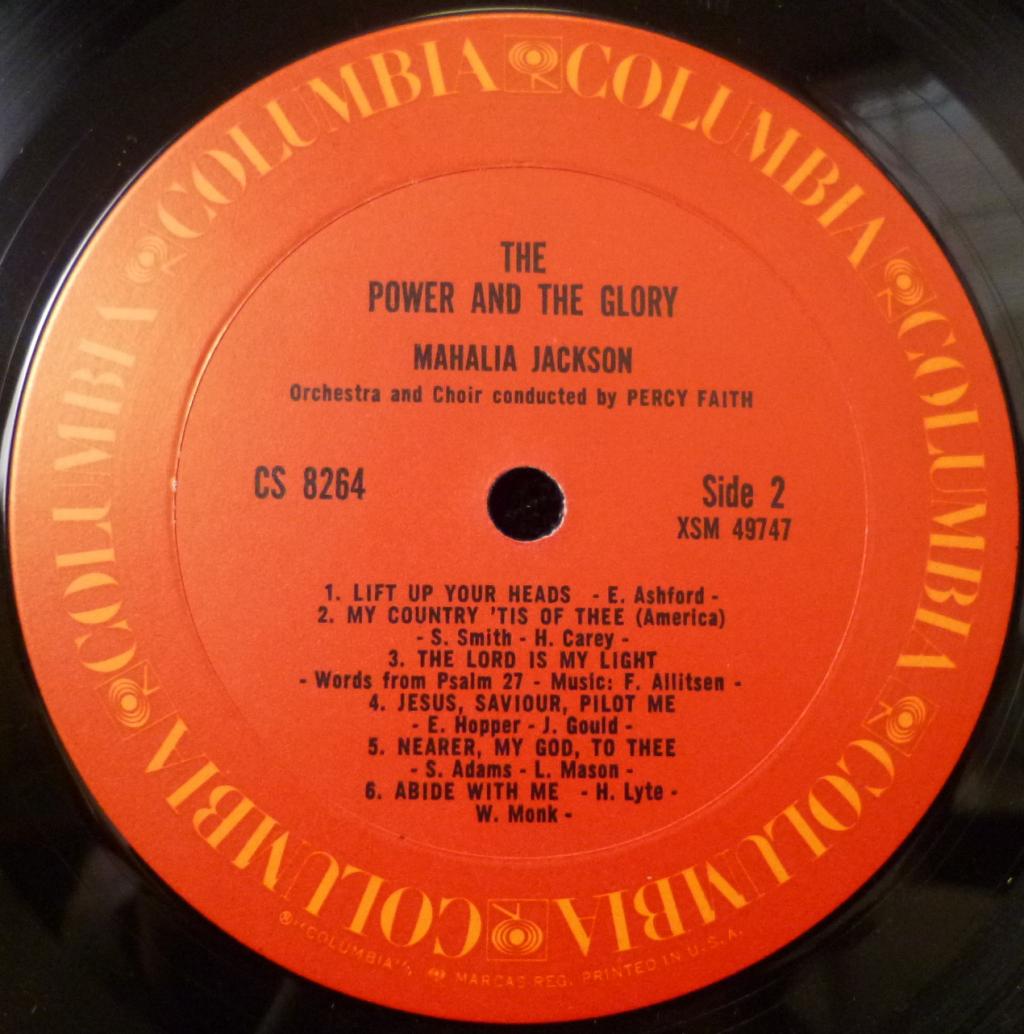 COLUMBIA COLUMBIA COLUMBIA COLUMBIA COLUMBIA COLUMBIA
THE
POWER AND THE GLORY
MAHALIA JACKSON
Orchestra and Choir conducted by PERCY FAITH
CS 8264
Side 2
XSM 49747
1. LIFT UP YOUR HEADS - E. Ashford -
2. MY COUNTRY 'TIS OF THEE (America)
- S. Smith - H. Carey -
3. THE LORD IS MY LIGHT
- Words from Psalm 27 - Music: F. Allitsen -
4. JESUS, SAVIOUR, PILOT ME
- E. Hopper - J. Gould -
5. NEARER, MY GOD, TO THEE
- S. Adams - L. Mason -
6. ABIDE WITH ME - H. Lyte -
W. Monk -
® "COLUMBIA", MARCAS REG. PRINTED IN U.S.A.